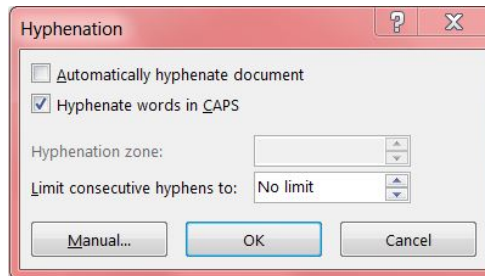 Hyphenation
Automatically hyphenate document
Hyphenate words in CAPS
Hyphenation zone:
Limit consecutive hyphens to: No limit
Manual... OK Cancel